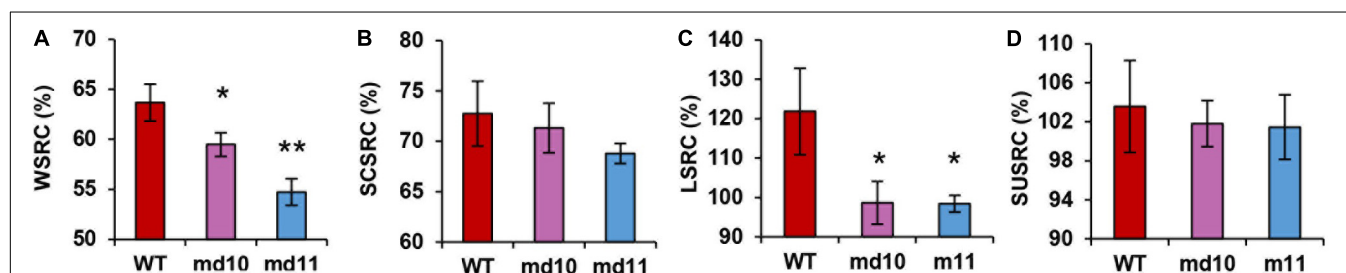 A
WSRC (%)
70
65
60
55
50
*
**
WT md10 md11
B
SCSRC (%)
80
75
70
65
60
WT md10 md11
C
LSRC (%)
140
130
120
110
100
90
*
*
WT md10 m11
D
SUSRC (%)
110
106
102
98
94
90
WT md10 m11